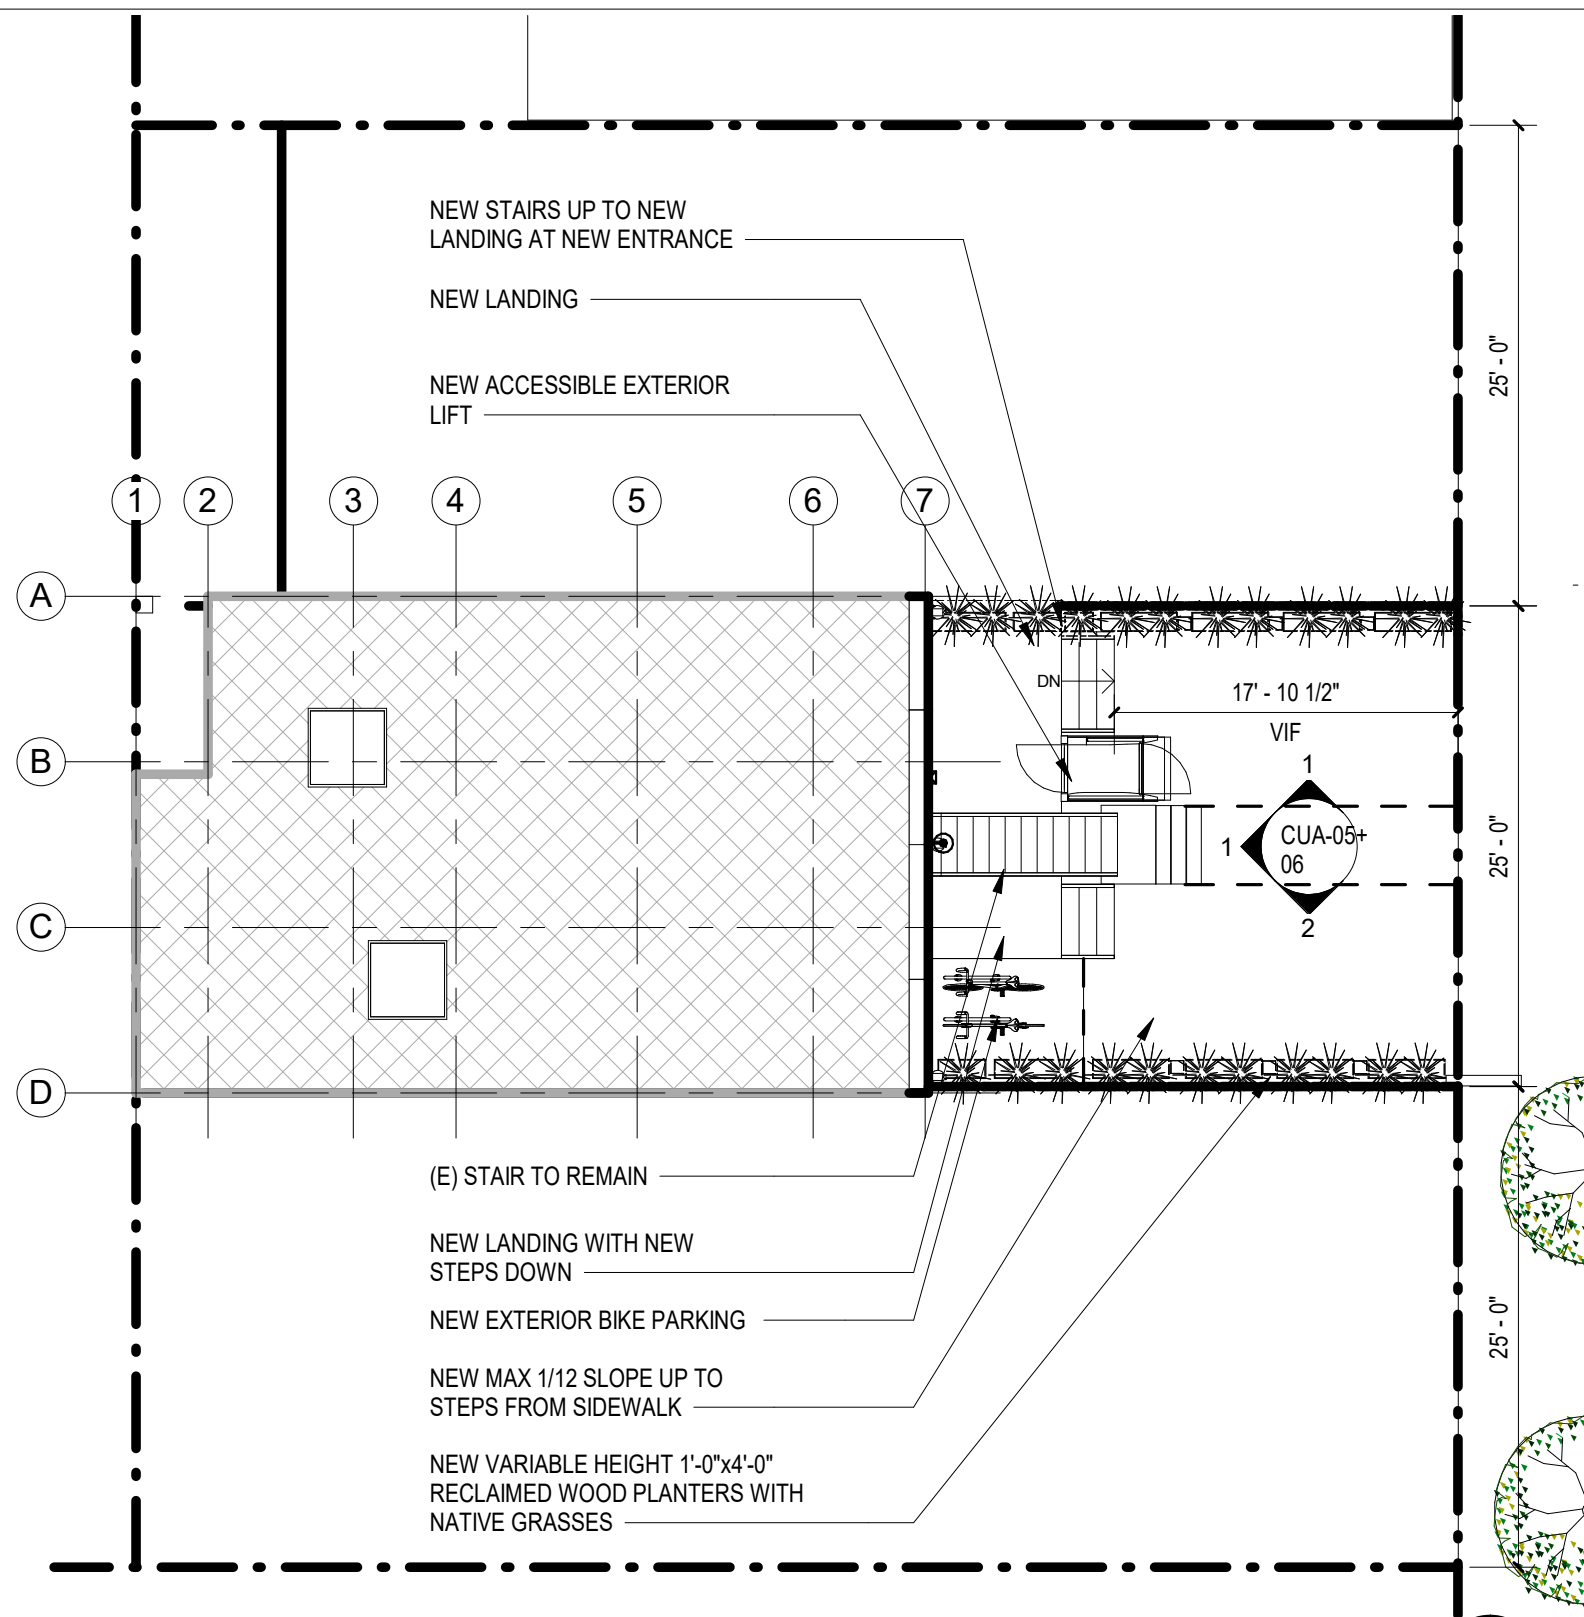 NEW STAIRS UP TO NEW
LANDING AT NEW ENTRANCE
NEW LANDING
NEW ACCESSIBLE EXTERIOR
LIFT
25' - 0"
1
2
3
4
5
6
7
A
B
C
D
DN
17' - 10 1/2"
VIF
1
1
CUA-05+
06
2
25' - 0"
(E) STAIR TO REMAIN
NEW LANDING WITH NEW
STEPS DOWN
NEW EXTERIOR BIKE PARKING
NEW MAX 1/12 SLOPE UP TO
STEPS FROM SIDEWALK
NEW VARIABLE HEIGHT 1'-0"x4'-0"
RECLAIMED WOOD PLANTERS WITH
NATIVE GRASSES
25' - 0"